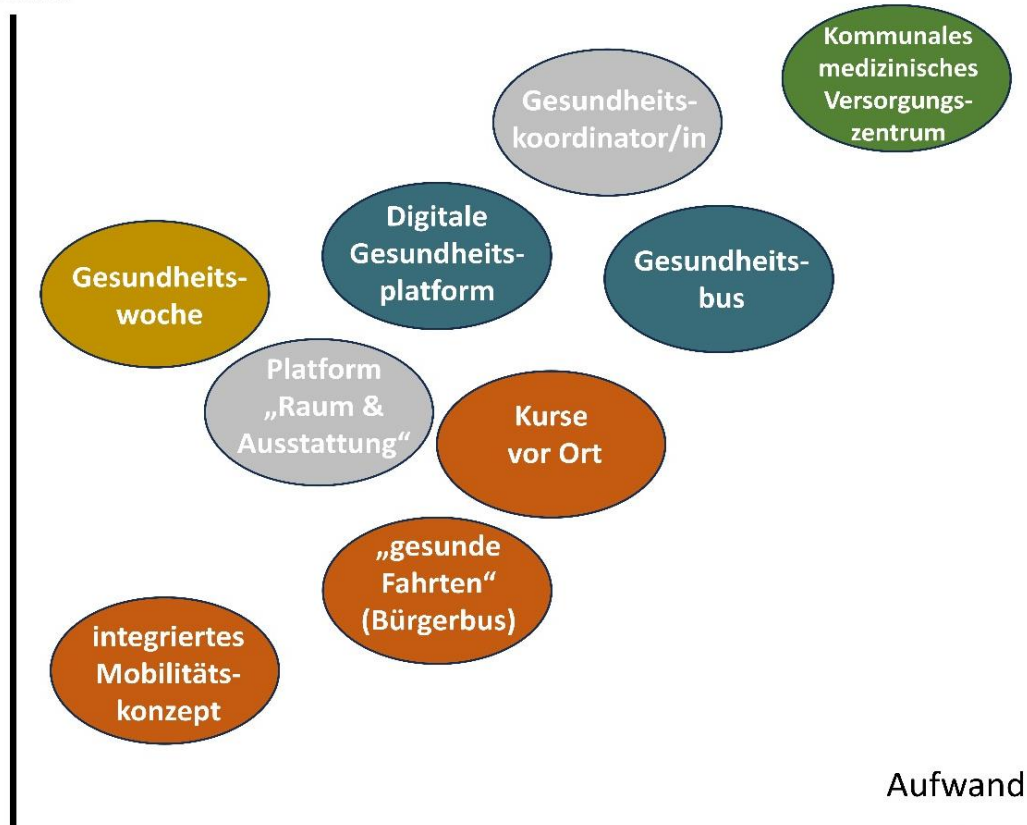 Kommunales
medizinisches
Versorgungs-
zentrum
Gesundheits-
koordinator/in
Digitale
Gesundheits-
platform
Gesundheits-
bus
Gesundheits-
woche
Platform
„Raum &
Ausstattung“
Kurse
vor Ort
„gesunde
Fahrten“
(Bürgerbus)
integriertes
Mobilitäts-
konzept
Aufwand